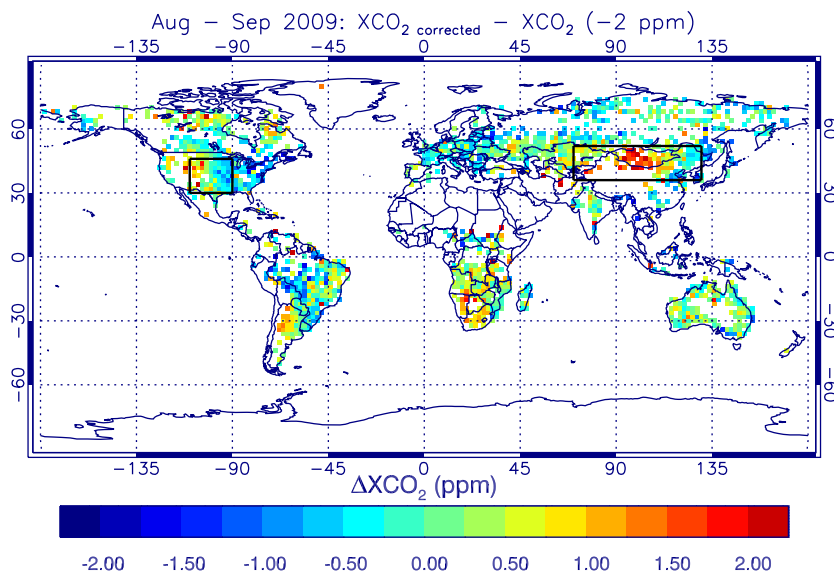 Aug - Sep 2009: XCO2 corrected - XCO2 (-2 ppm)
-135 -90 -45 0 45 90 135
60 60
30 30
0 0
-30 -30
-60 -60
-135 -90 -45 0 45 90 135
ΔXCO2 (ppm)
-2.00 -1.50 -1.00 -0.50 0.00 0.50 1.00 1.50 2.00